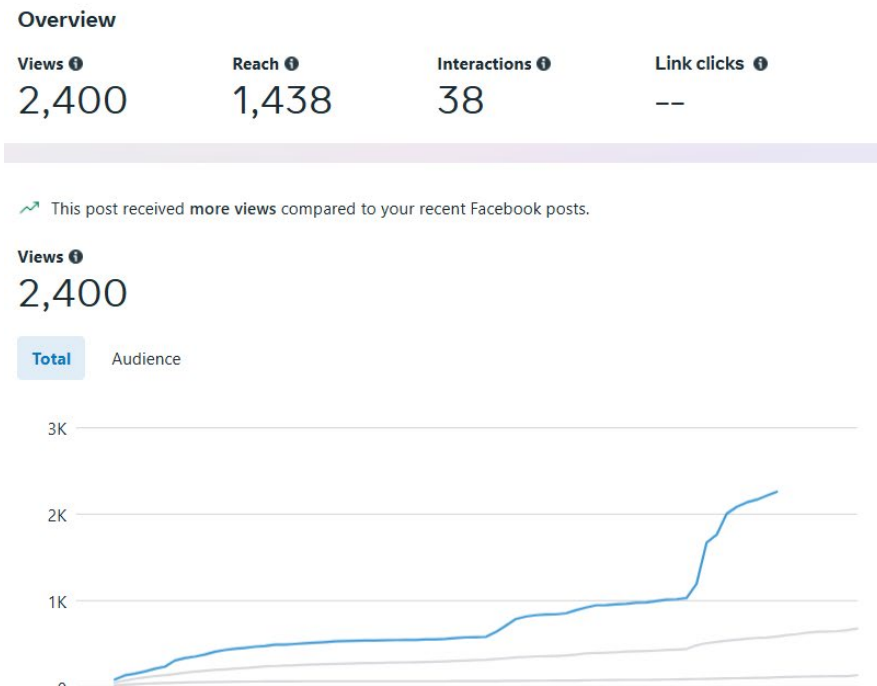 Overview
Views Reach Interactions Link clicks
2,400 1,438 38 --
This post received more views compared to your recent Facebook posts.
Views
2,400
Total Audience
3K
2K
1K
0